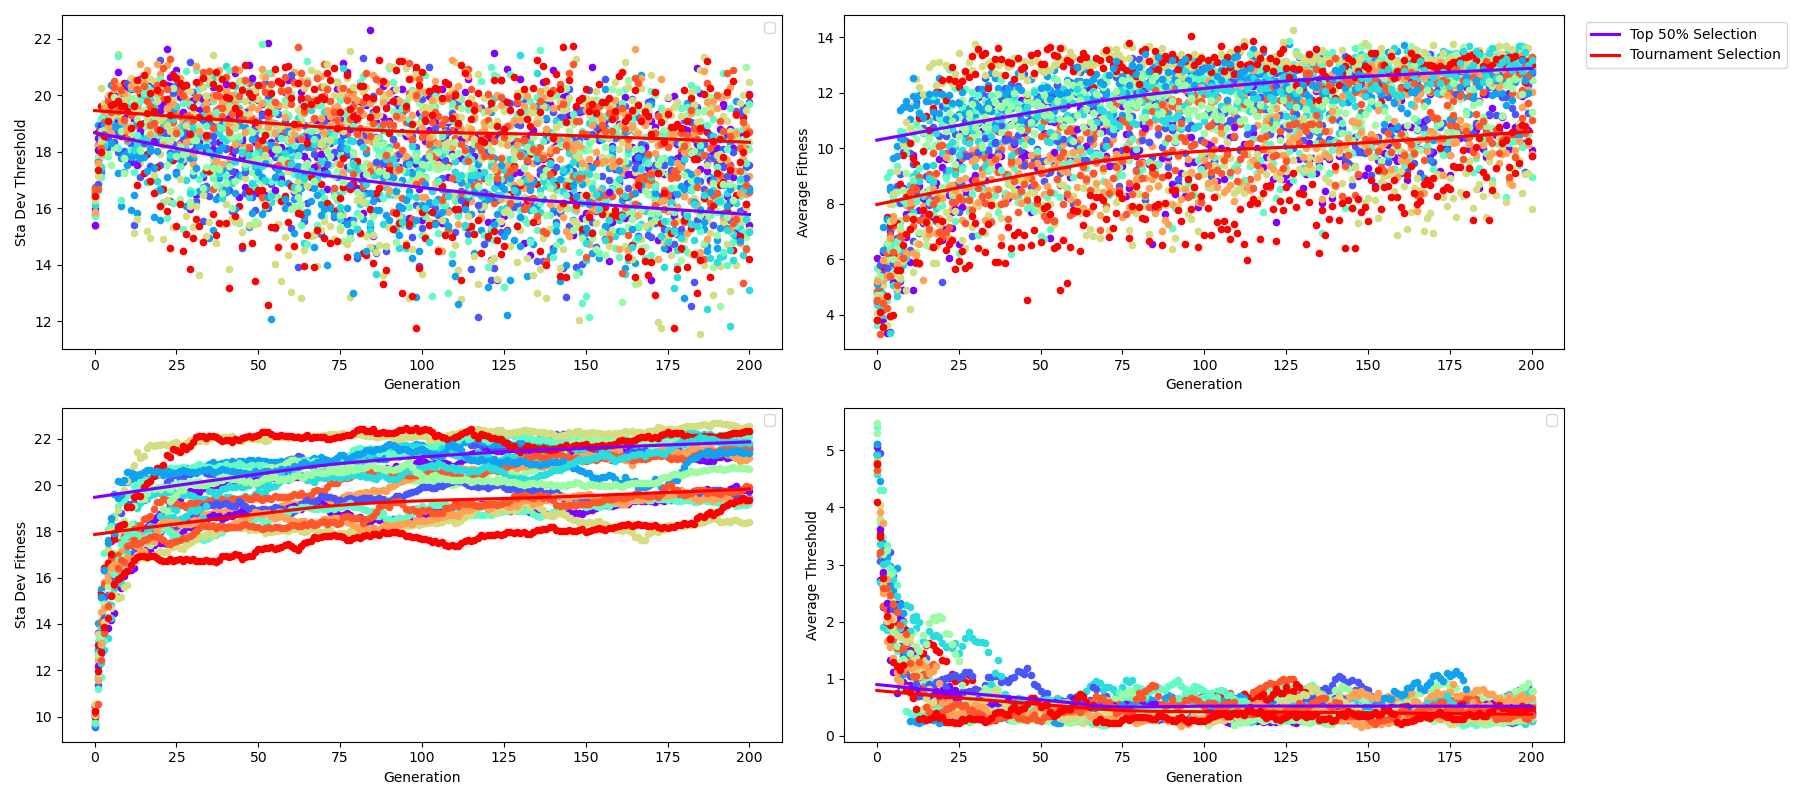 22
20
18
16
14
12
Sta Dev Threshold
0 25 50 75 100 125 150 175 200
Generation
14
12
10
8
6
4
Average Fitness
0 25 50 75 100 125 150 175 200
Generation
Top 50% Selection
Tournament Selection
22
20
18
16
14
12
10
Sta Dev Fitness
0 25 50 75 100 125 150 175 200
Generation
5
4
3
2
1
0
Average Threshold
0 25 50 75 100 125 150 175 200
Generation